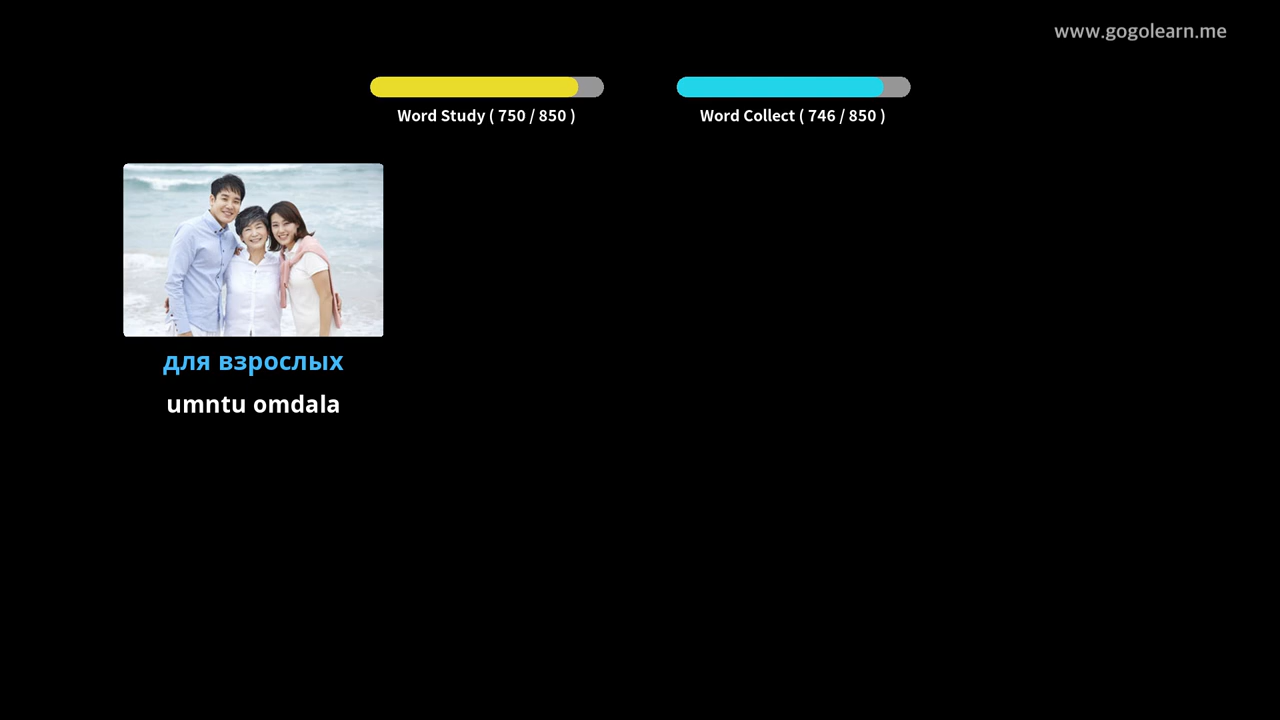 www.gogolearn.me
Word Study ( 750 / 850 )
Word Collect ( 746 / 850 )
для взрослых
umntu omdala